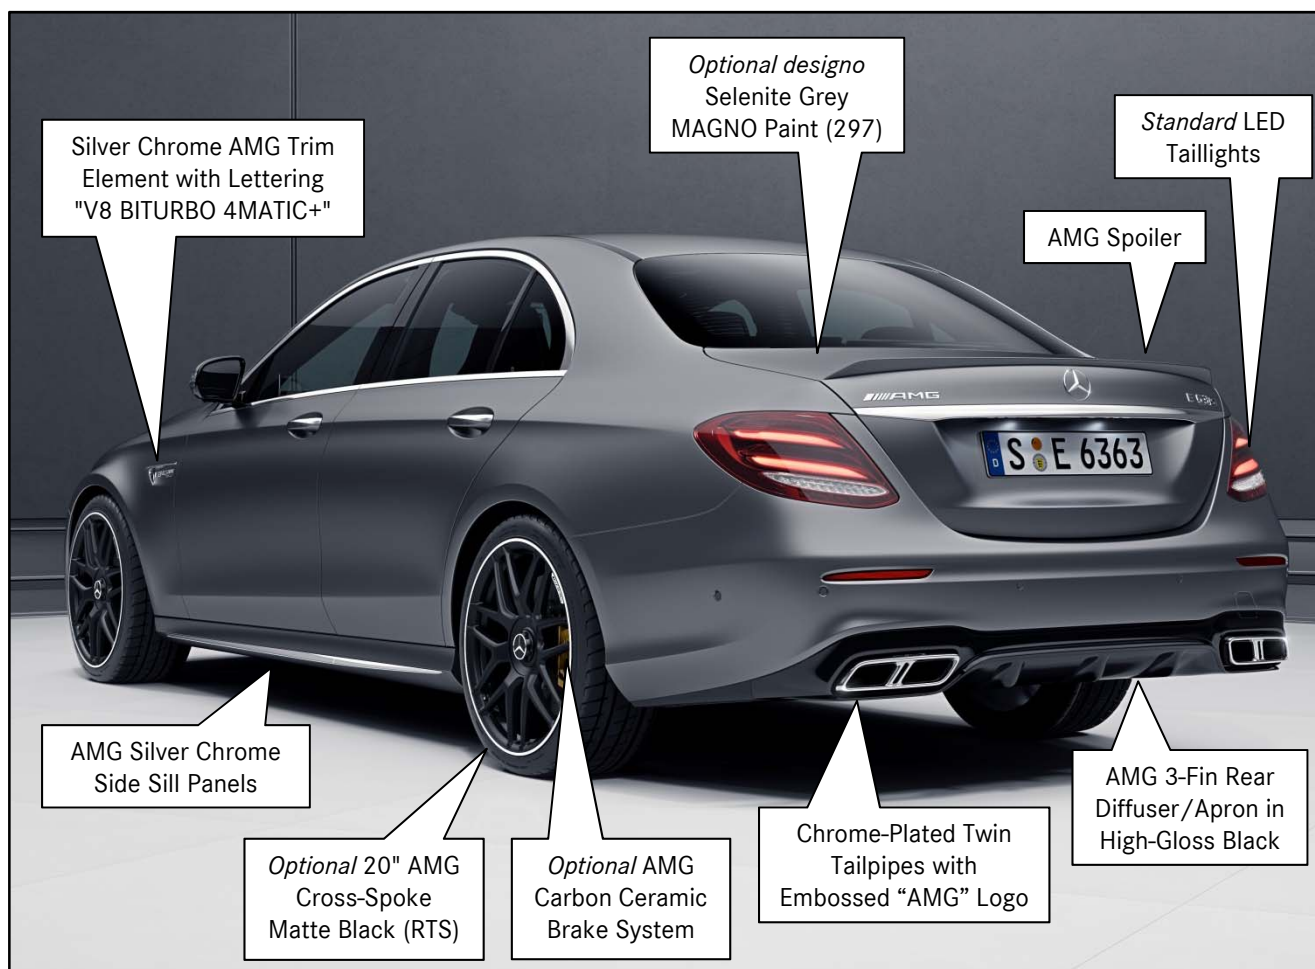 Optional designo
Selenite Grey
MAGNO Paint (297)
Standard LED
Taillights
Silver Chrome AMG Trim
Element with Lettering
"V8 BITURBO 4MATIC+"
AMG Spoiler
AMG
S E 6363
D
AMG Silver Chrome
Side Sill Panels
Optional 20" AMG
Cross-Spoke
Matte Black (RTS)
Optional AMG
Carbon Ceramic
Brake System
Chrome-Plated Twin
Tailpipes with
Embossed “AMG” Logo
AMG 3-Fin Rear
Diffuser/Apron in
High-Gloss Black